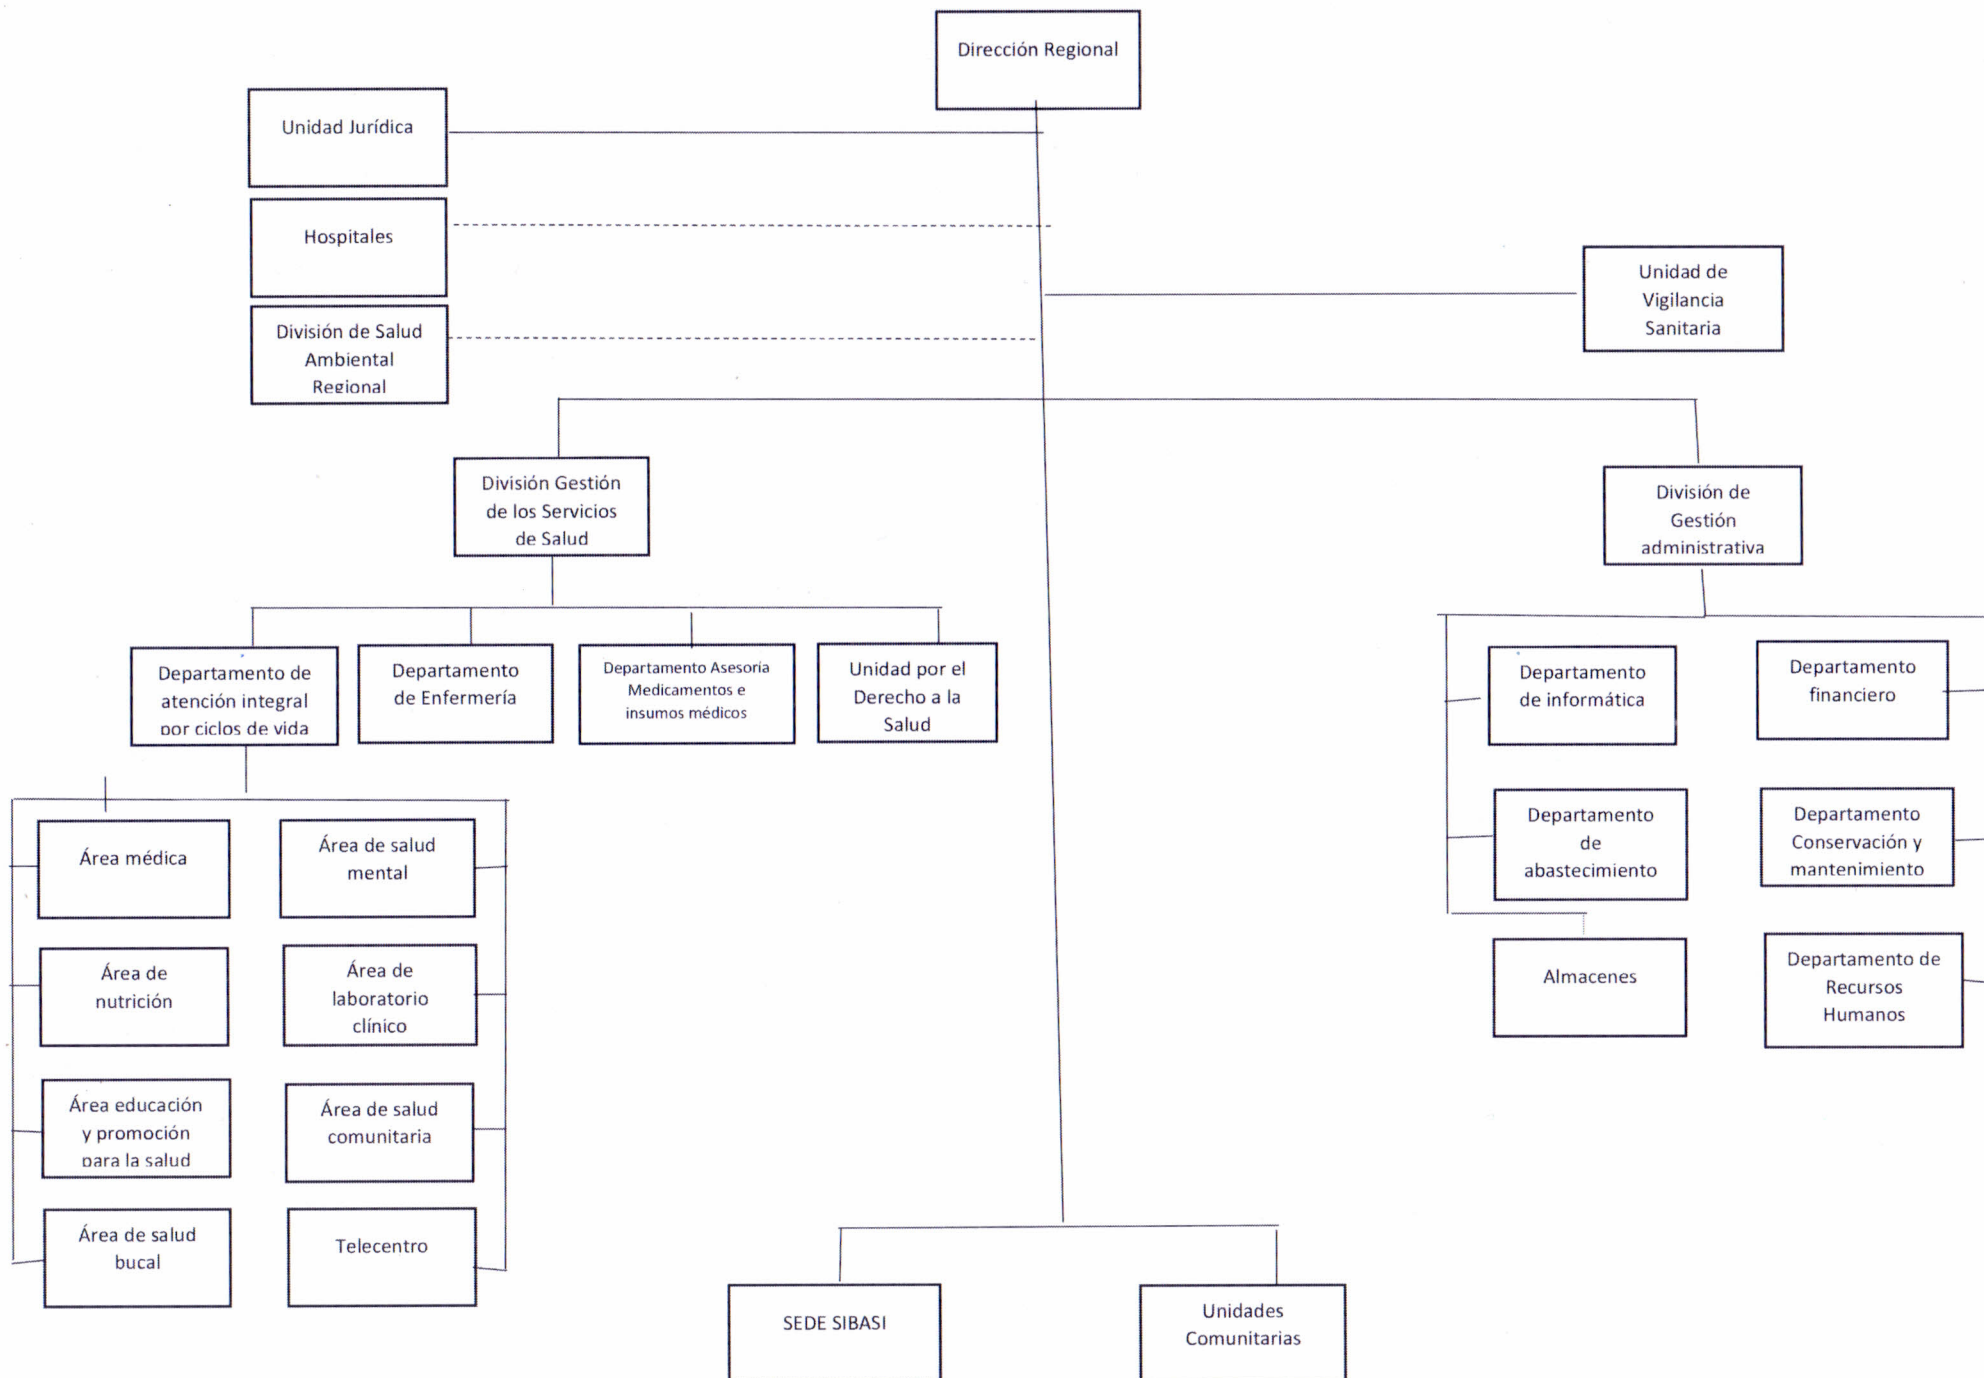 Dirección Regional
Unidad Jurídica
Hospitales
División de Salud
Ambiental
Regional
Unidad de
Vigilancia
Sanitaria
División Gestión
de los Servicios
de Salud
División de
Gestión
administrativa
Departamento de
atención integral
por ciclos de vida
Departamento
de Enfermería
Departamento Asesoría
Medicamentos e
insumos médicos
Unidad por el
Derecho a la
Salud
Departamento
de informática
Departamento
financiero
Departamento
de
abastecimiento
Departamento
Conservación y
mantenimiento
Almacenes
Departamento de
Recursos
Humanos
Área médica
Área de salud
mental
Área de
nutrición
Área de
laboratorio
clínico
Área educación
y promoción
para la salud
Área de salud
comunitaria
Área de salud
bucal
Telecentro
SEDE SIBASI
Unidades
Comunitarias